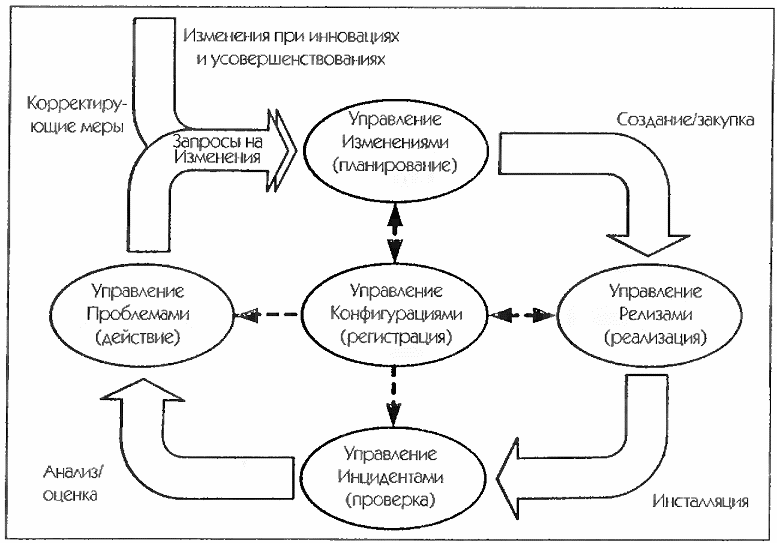 Изменения при инновациях
и усовершенствованиях
Корректиру-
ющие меры
Запросы на
Изменения
Управление
Изменениями
(планирование)
Создание/закупка
Управление
Проблемами
(действие)
Управление
Конфигурациями
(регистрация)
Управление
Релизами
(реализация)
Анализ/
оценка
Управление
Инцидентами
(проверка)
Инсталляция